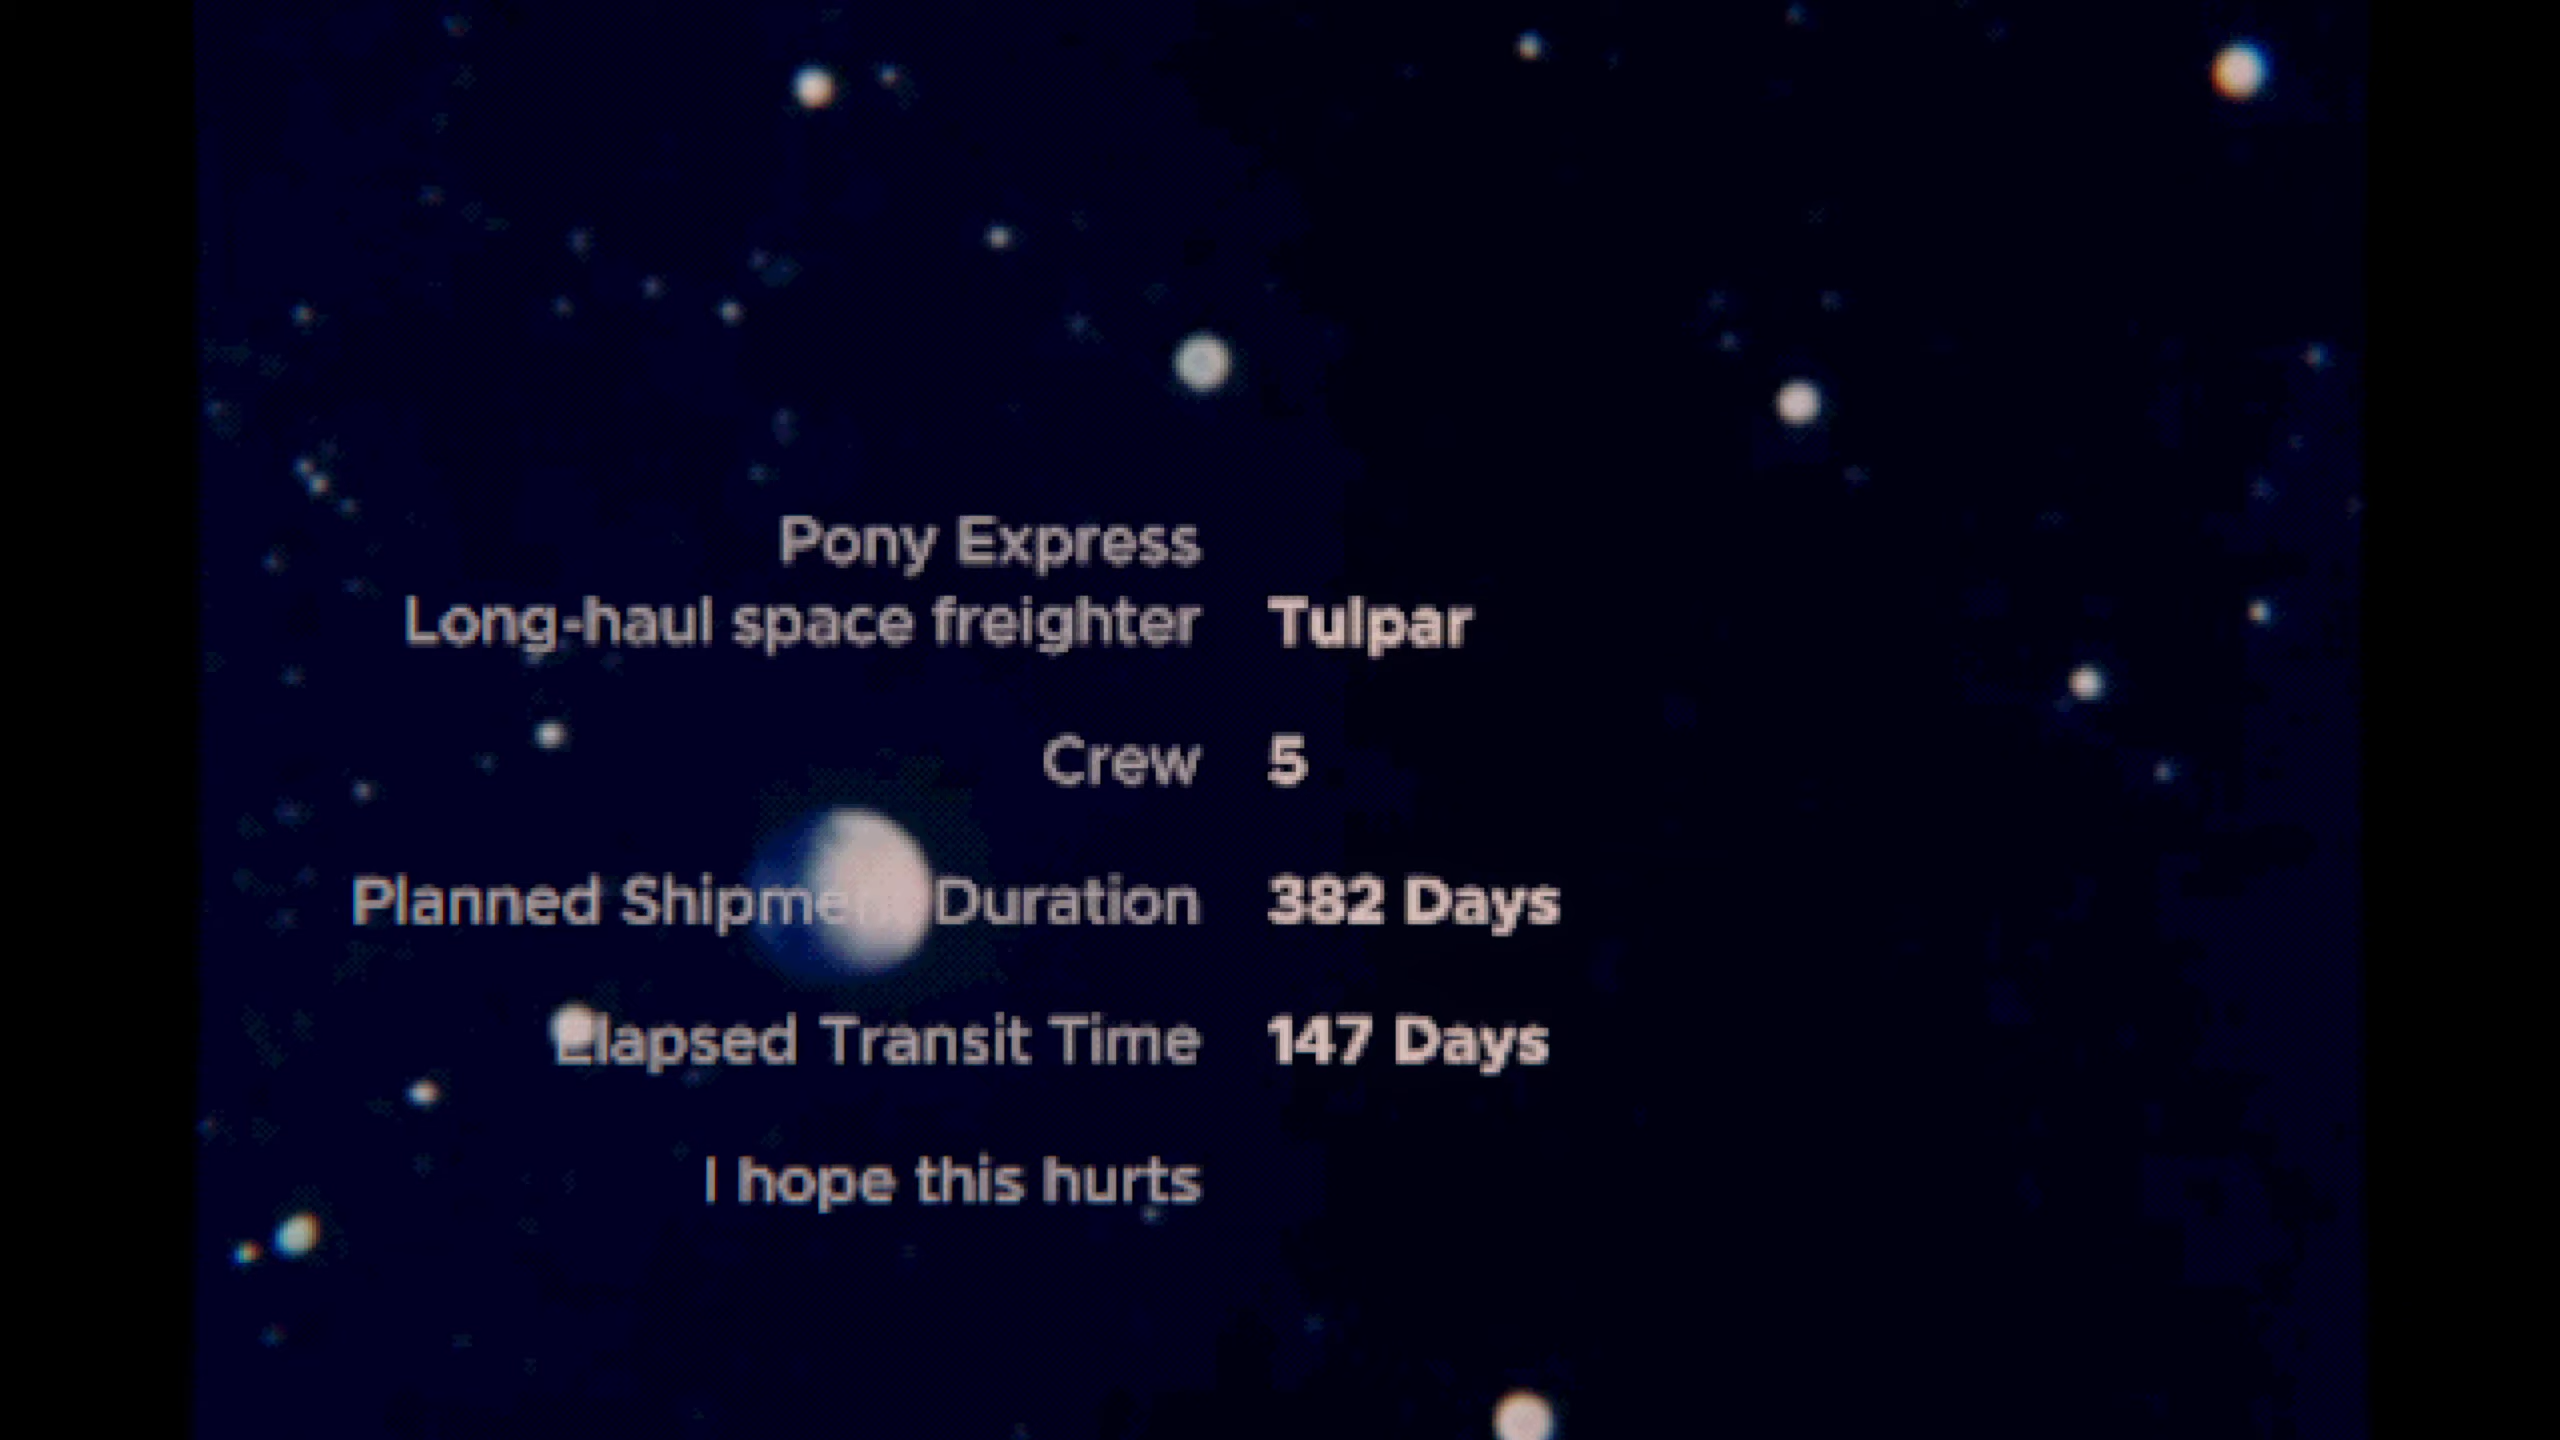 Pony Express
Long-haul space freighter Tulpar
Crew 5
Planned Shipment Duration 382 Days
Elapsed Transit Time 147 Days
I hope this hurts